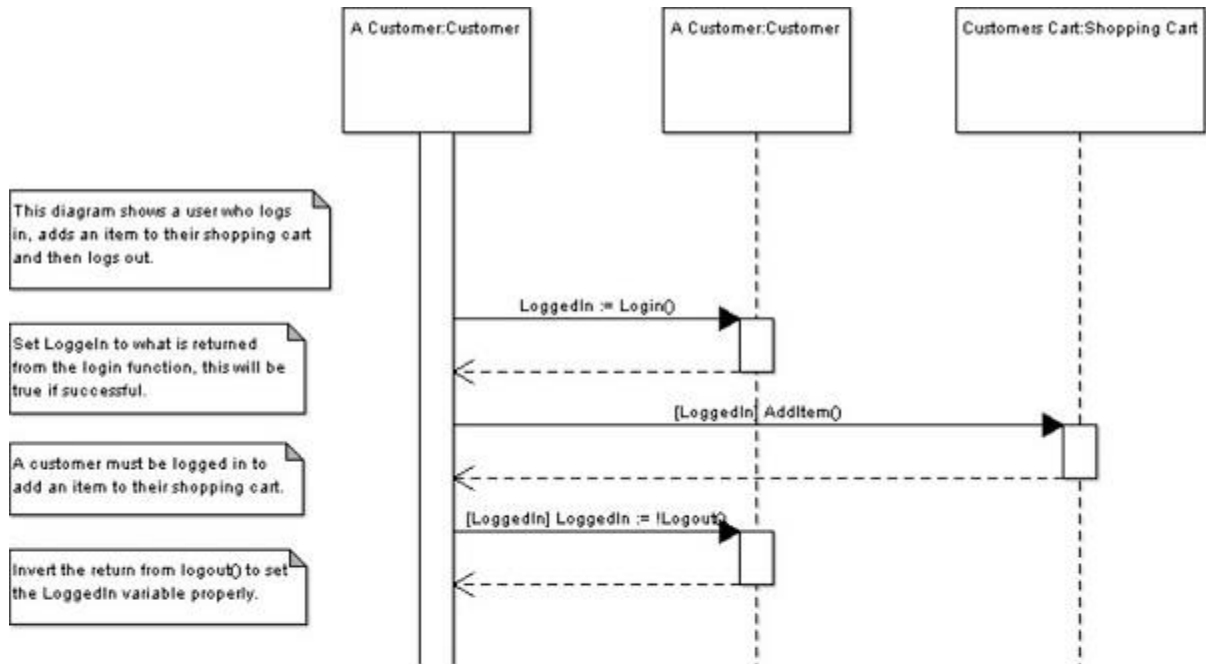 A Customer:Customer
A Customer:Customer
Customers Cart:Shopping Cart
This diagram shows a user who logs
in, adds an item to their shopping cart
and then logs out.
LoggedIn := Login()
Set LoggeIn to what is returned
from the login function, this will be
true if successful.
[LoggedIn] AddItem()
A customer must be logged in to
add an item to their shopping cart.
[LoggedIn] LoggedIn := !Logout()
Invert the return from logout() to set
the LoggedIn variable properly.